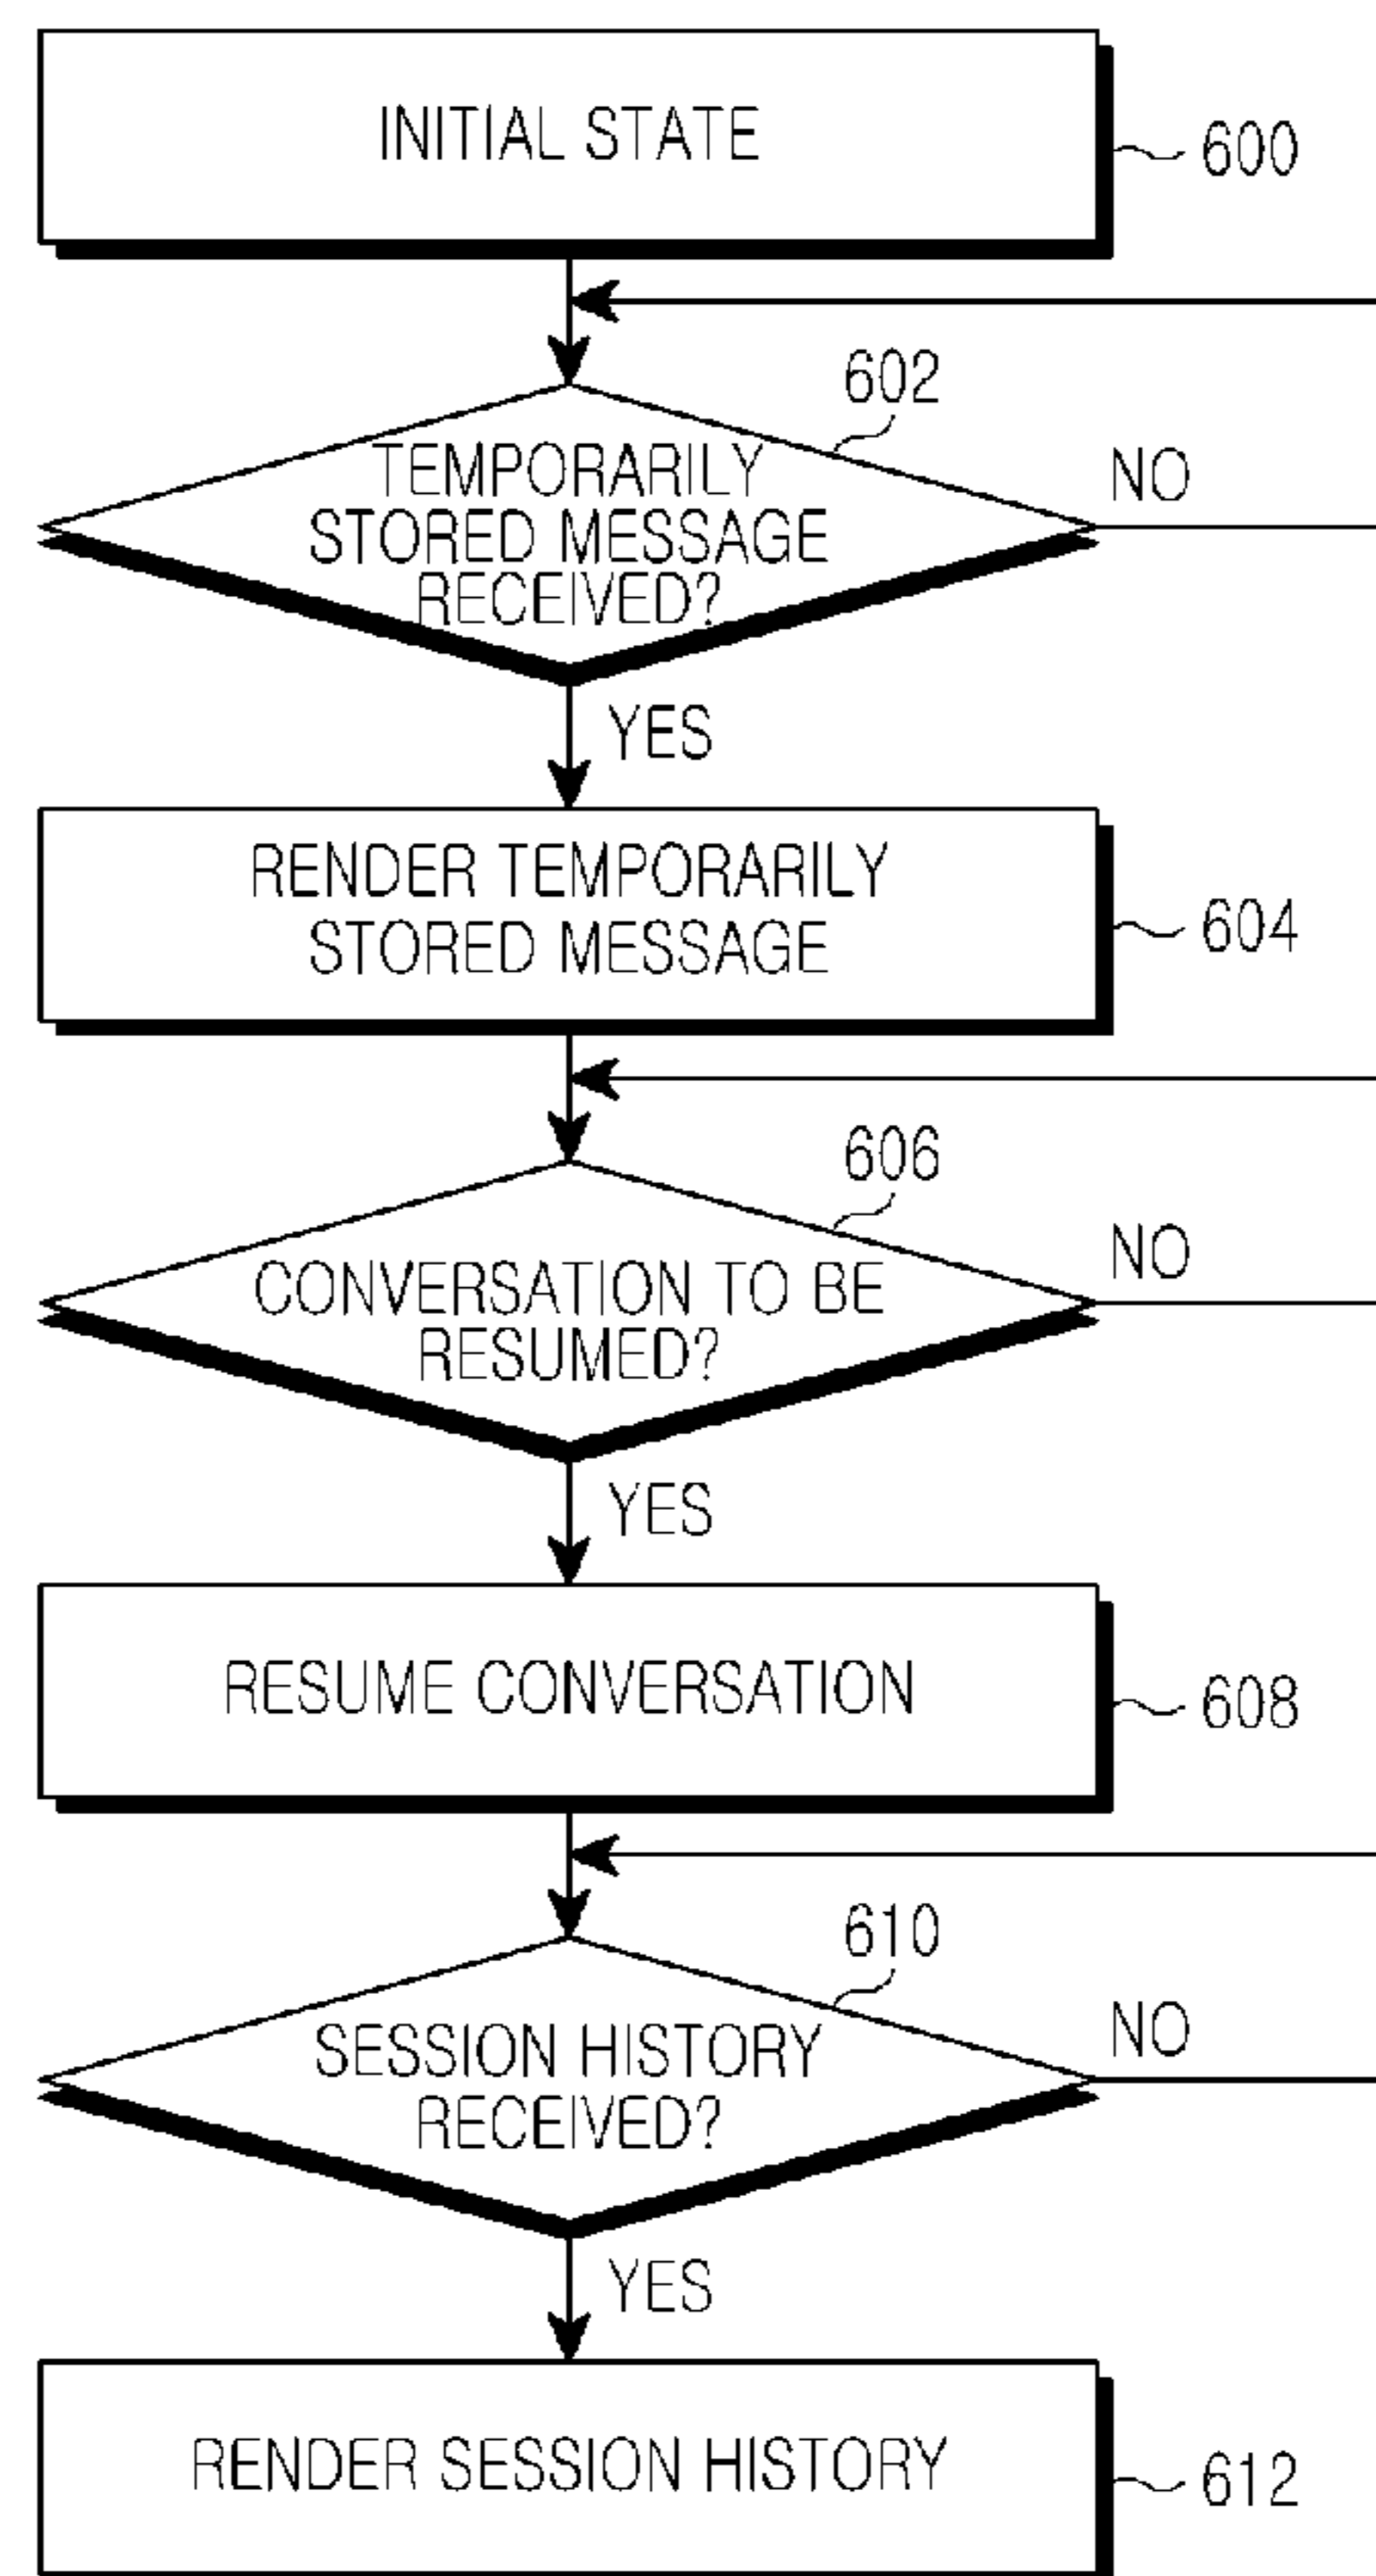 INITIAL STATE
600
602
TEMPORARILY
STORED MESSAGE
RECEIVED?
NO
YES
RENDER TEMPORARILY
STORED MESSAGE
604
606
CONVERSATION TO BE
RESUMED?
NO
YES
RESUME CONVERSATION
608
610
SESSION HISTORY
RECEIVED?
NO
YES
RENDER SESSION HISTORY
612